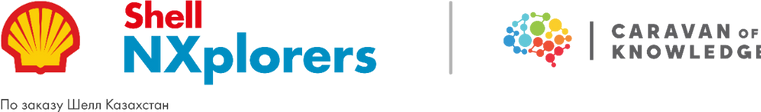 Shell
NXplorers
CARAVAN OF
KNOWLEDGE
По заказу Шелл Казахстан